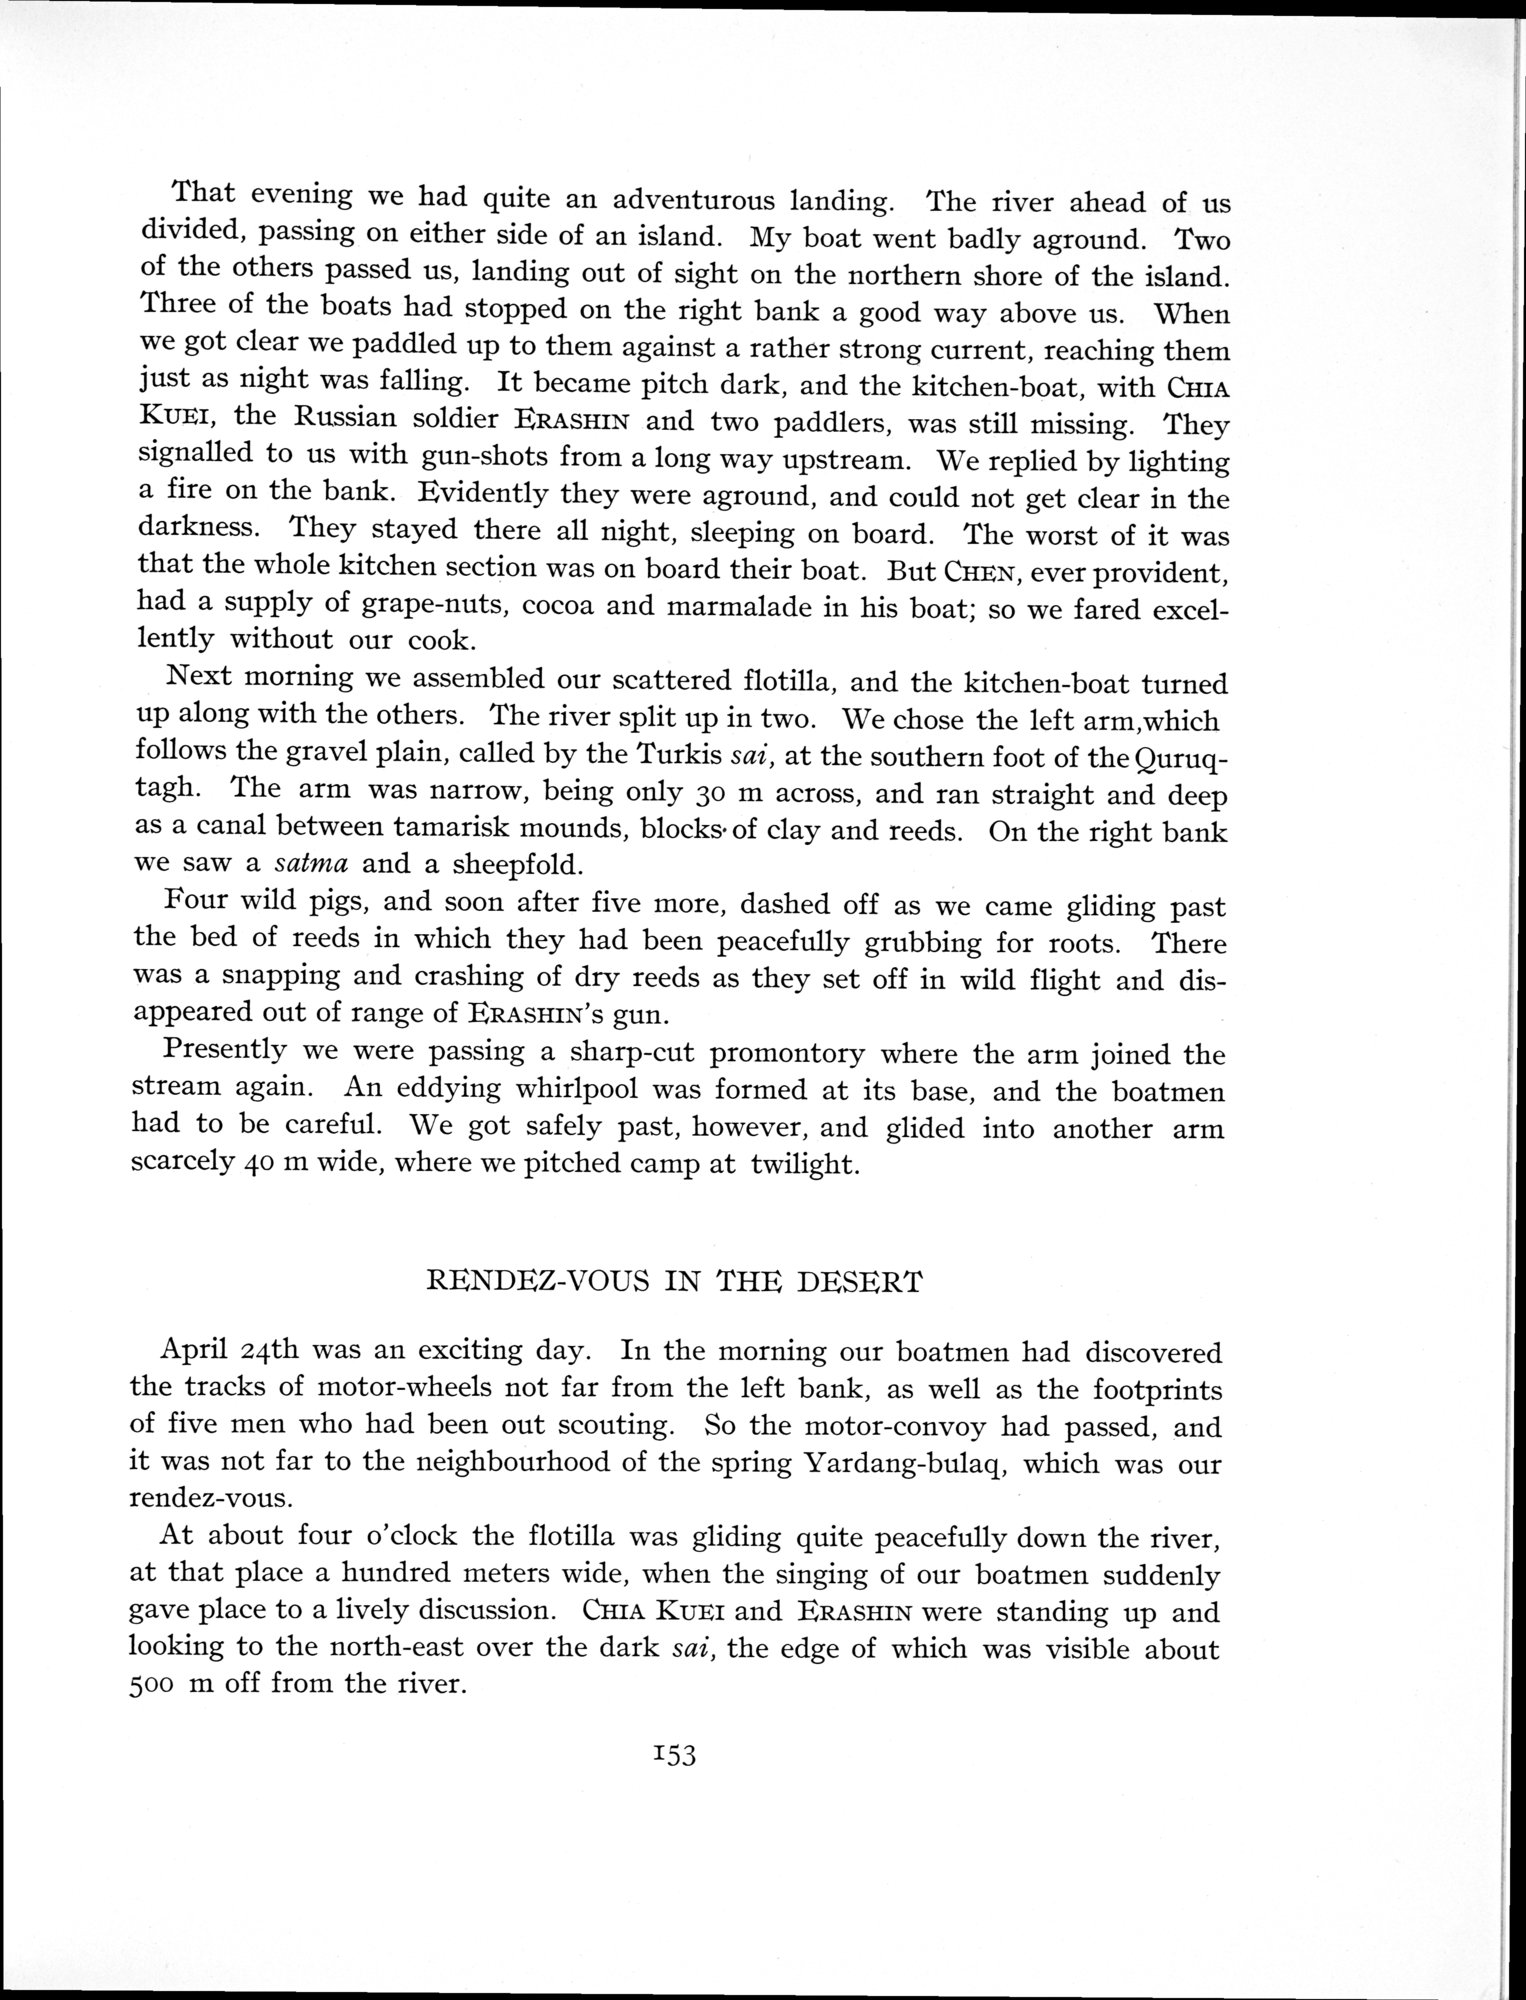 That evening we had quite an adventurous landing. The river ahead of us
divided, passing on either side of an island. My boat went badly aground. Two
of the others passed us, landing out of sight on the northern shore of the island.
Three of the boats had stopped on the right bank a good way above us. When
we got clear we paddled up to them against a rather strong current, reaching them
just as night was falling. It became pitch dark, and the kitchen-boat, with CHIA
KUEI, the Russian soldier ERASHIN and two paddlers, was still missing. They
signalled to us with gun-shots from a long way upstream. We replied by lighting
a fire on the bank. Evidently they were aground, and could not get clear in the
darkness. They stayed there all night, sleeping on board. The worst of it was
that the whole kitchen section was on board their boat. But CHEN, ever provident,
had a supply of grape-nuts, cocoa and marmalade in his boat; so we fared excel-
lently without our cook.
Next morning we assembled our scattered flotilla, and the kitchen-boat turned
up along with the others. The river split up in two. We chose the left arm,which
follows the gravel plain, called by the Turkis sai, at the southern foot of the Quruq-
tagh. The arm was narrow, being only 30 m across, and ran straight and deep
as a canal between tamarisk mounds, blocks of clay and reeds. On the right bank
we saw a satma and a sheepfold.
Four wild pigs, and soon after five more, dashed off as we came gliding past
the bed of reeds in which they had been peacefully grubbing for roots. There
was a snapping and crashing of dry reeds as they set off in wild flight and dis-
appeared out of range of ERASHIN's gun.
Presently we were passing a sharp-cut promontory where the arm joined the
stream again. An eddying whirlpool was formed at its base, and the boatmen
had to be careful. We got safely past, however, and glided into another arm
scarcely 40 m wide, where we pitched camp at twilight.
RENDEZ-VOUS IN THE DESERT
April 24th was an exciting day. In the morning our boatmen had discovered
the tracks of motor-wheels not far from the left bank, as well as the footprints
of five men who had been out scouting. So the motor-convoy had passed, and
it was not far to the neighbourhood of the spring Yardang-bulaq, which was our
rendez-vous.
At about four o'clock the flotilla was gliding quite peacefully down the river,
at that place a hundred meters wide, when the singing of our boatmen suddenly
gave place to a lively discussion. CHIA KUEI and ERASHIN were standing up and
looking to the north-east over the dark sai, the edge of which was visible about
500 m off from the river.
153